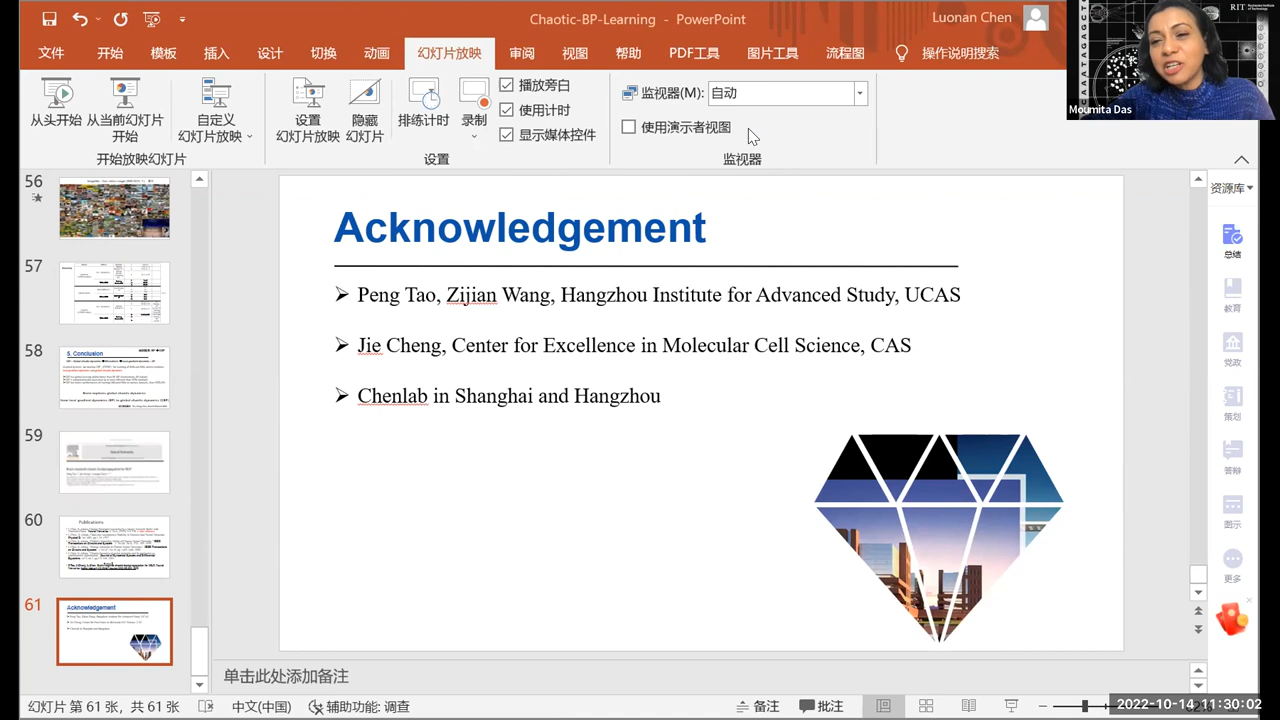 Chaotic-BP-Learning - PowerPoint
Luonan Chen
文件 开始 模板 插入 设计 切换 动画 幻灯片放映 审阅 视图 帮助 PDF工具 图片工具 流程图 操作说明搜索
从头开始
从当前幻灯片
开始
自定义
幻灯片放映
开始放映幻灯片
设置
幻灯片放映
隐藏
幻灯片
排练计时
录制
播放旁白
使用计时
显示媒体控件
设置
监视器(M): 自动
使用演示者视图
监视器
RIT
Moumita Das
56
57
58
5. Conclusion
59
60
Publications
61
Acknowledgement
Acknowledgement
Peng Tao, Zijian Wang, Hangzhou Institute for Advanced Study, UCAS
Jie Cheng, Center for Excellence in Molecular Cell Science, CAS
Chenlab in Shanghai and Hangzhou
资源库
总结
教育
党政
策划
答辩
图示
更多
单击此处添加备注
幻灯片 第 61 张，共 61 张 中文(中国) 辅助功能: 调查 备注 批注
2022-10-14 11:30:02